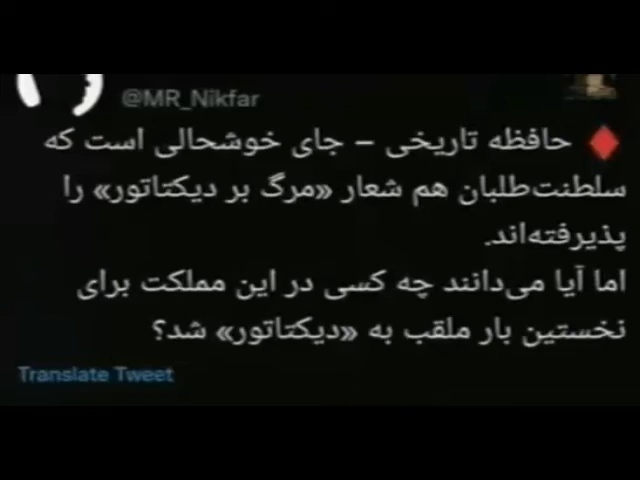 @MR_Nikfar
حافظه تاریخی – جای خوشحالی است که
سلطنت‌طلبان هم شعار «مرگ بر دیکتاتور» را
پذیرفته‌اند.
اما آیا می‌دانند چه کسی در این مملکت برای
نخستین بار ملقب به «دیکتاتور» شد؟
Translate Tweet